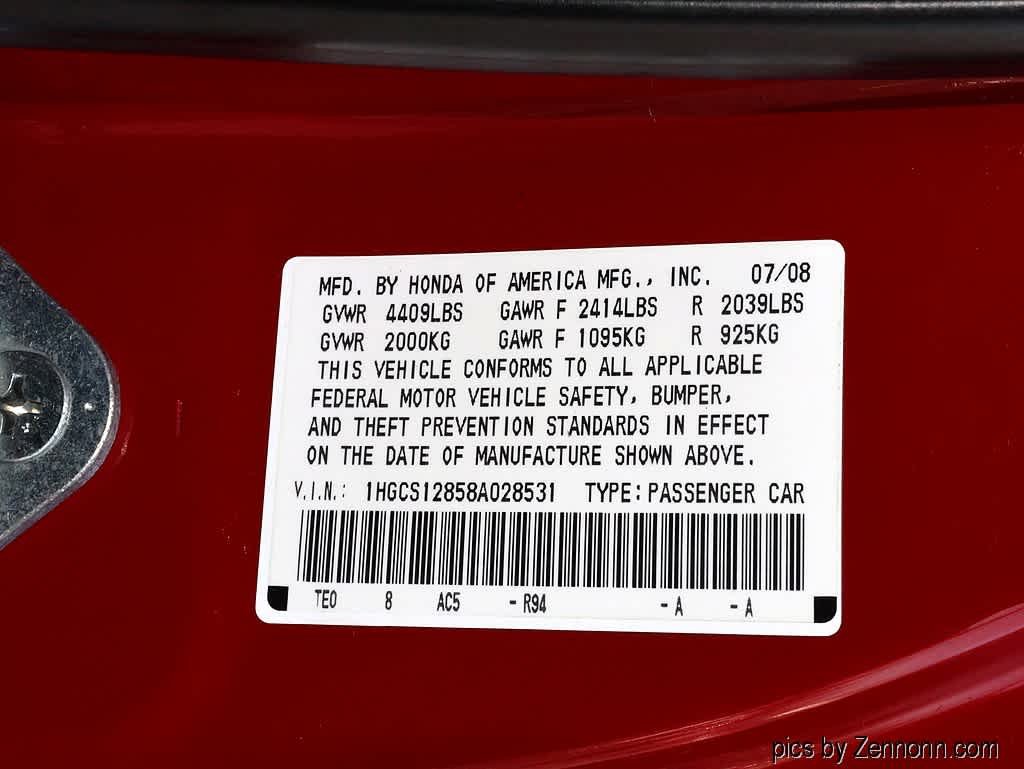 MFD. BY HONDA OF AMERICA MFG., INC. 07/08
GVWR 4409LBS GAWR F 2414LBS R 2039LBS
GVWR 2000KG GAWR F 1095KG R 925KG
THIS VEHICLE CONFORMS TO ALL APPLICABLE
FEDERAL MOTOR VEHICLE SAFETY, BUMPER,
AND THEFT PREVENTION STANDARDS IN EFFECT
ON THE DATE OF MANUFACTURE SHOWN ABOVE.
V.I.N.: 1HGCS12858A028531 TYPE:PASSENGER CAR
TE0 8 AC5 -R94 -A -A
pics by Zennonn.com